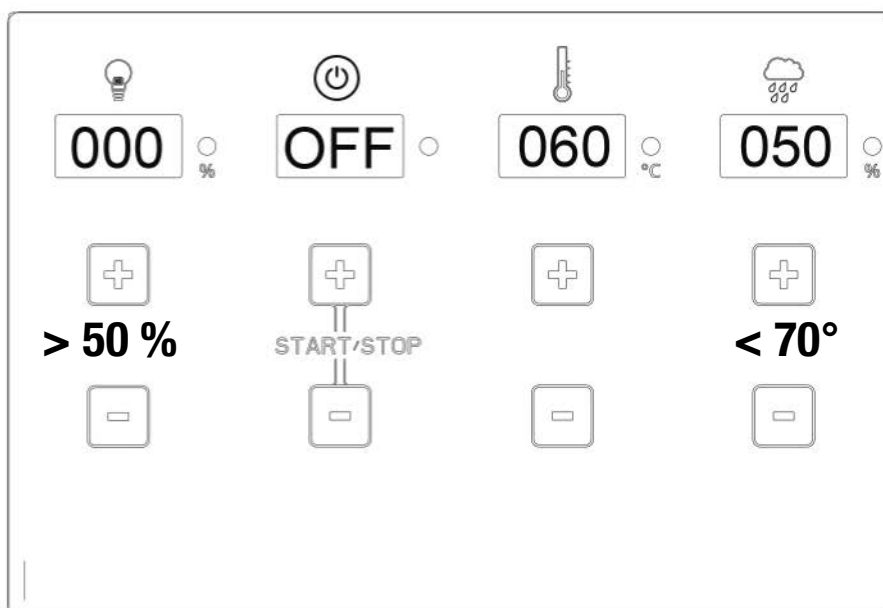 000 % OFF 060 °C 050 %
+ + + +
> 50 % START/STOP < 70°
- - - -